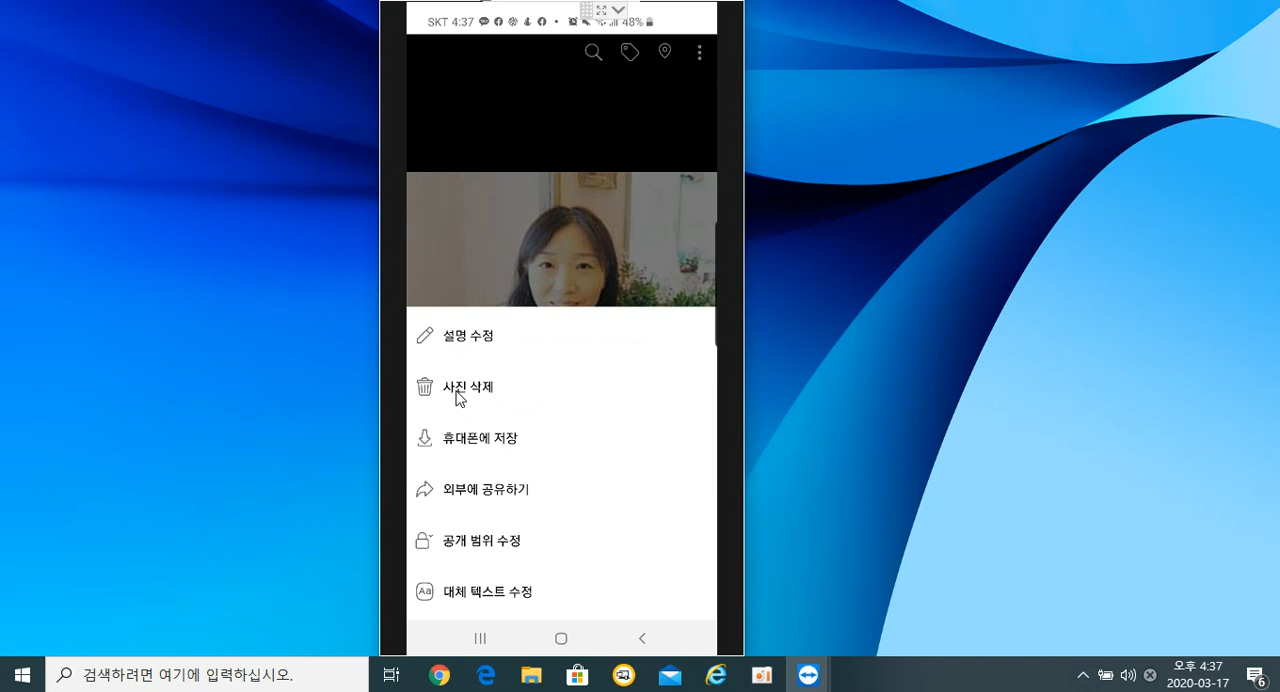 SKT 4:37 48%
설명 수정
사진 삭제
휴대폰에 저장
외부에 공유하기
공개 범위 수정
Aa 대체 텍스트 수정
검색하려면 여기에 입력하십시오.
오후 4:37
2020-03-17
6